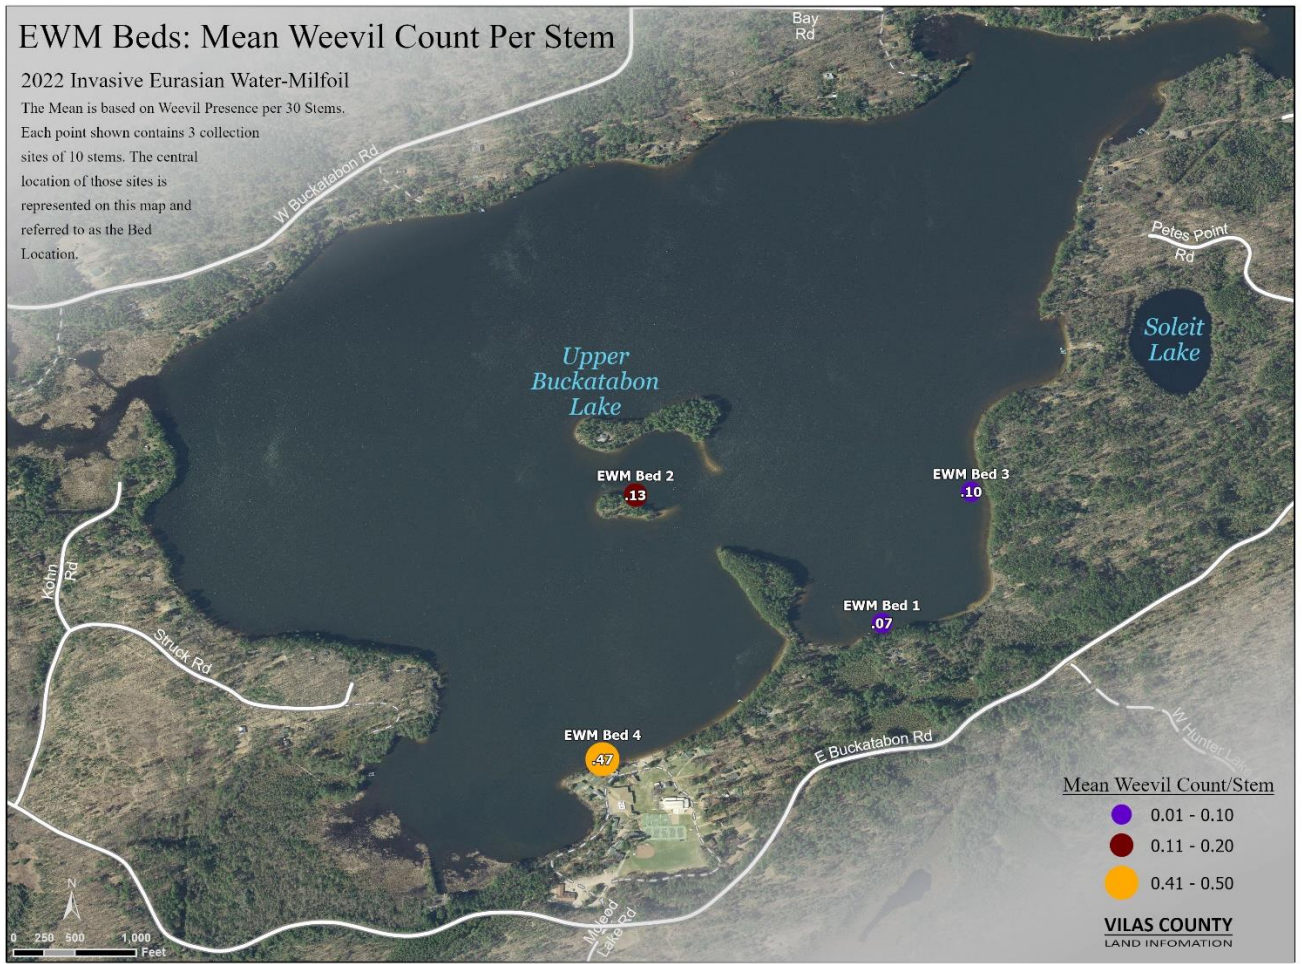 EWM Beds: Mean Weevil Count Per Stem
2022 Invasive Eurasian Water-Milfoil
The Mean is based on Weevil Presence per 30 Stems.
Each point shown contains 3 collection
sites of 10 stems. The central
location of those sites is
represented on this map and
referred to as the Bed
Location.
Bay
Rd
W Buckatabon Rd
Petes Point
Rd
Soleit
Lake
Upper
Buckatabon
Lake
EWM Bed 2
.13
EWM Bed 3
.10
Kohn
Rd
EWM Bed 1
.07
Struck Rd
EWM Bed 4
.47
E Buckatabon Rd
W Hunter Lake
Mcleod
Lake Rd
Mean Weevil Count/Stem
0.01 - 0.10
0.11 - 0.20
0.41 - 0.50
VILAS COUNTY
LAND INFOMATION
N
0 250 500 1,000
Feet